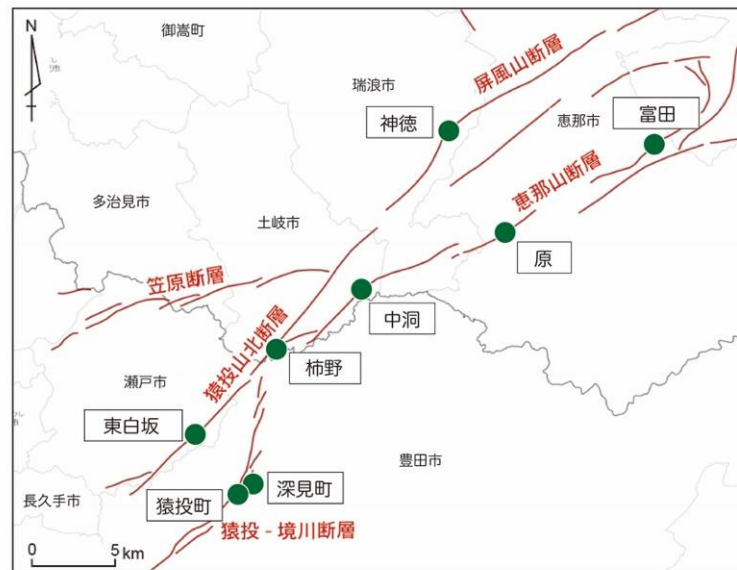 N
御嵩町
瑞浪市
屏風山断層
神徳
恵那市
富田
多治見市
土岐市
恵那山断層
原
笠原断層
中洞
猿投山北断層
柿野
瀬戸市
東白坂
豊田市
長久手市
深見町
猿投町
猿投 - 境川断層
0 5 km